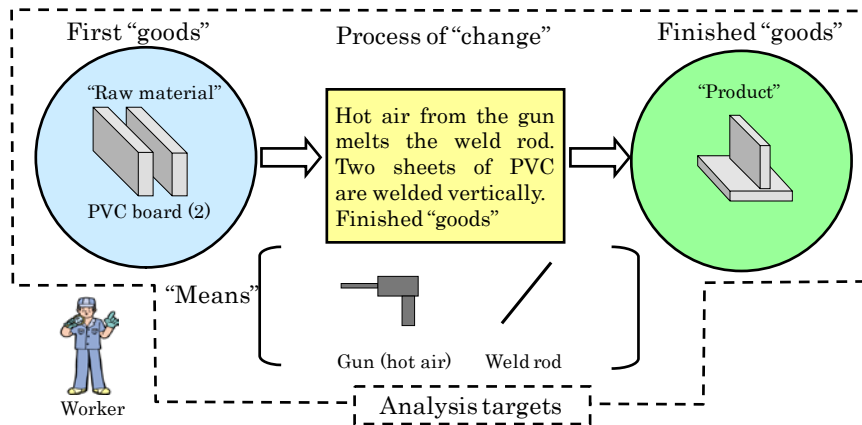 First “goods”
Process of “change”
Finished “goods”
“Raw material”
PVC board (2)
Hot air from the gun
melts the weld rod.
Two sheets of PVC
are welded vertically.
Finished “goods”
“Product”
“Means”
Gun (hot air)
Weld rod
Worker
Analysis targets